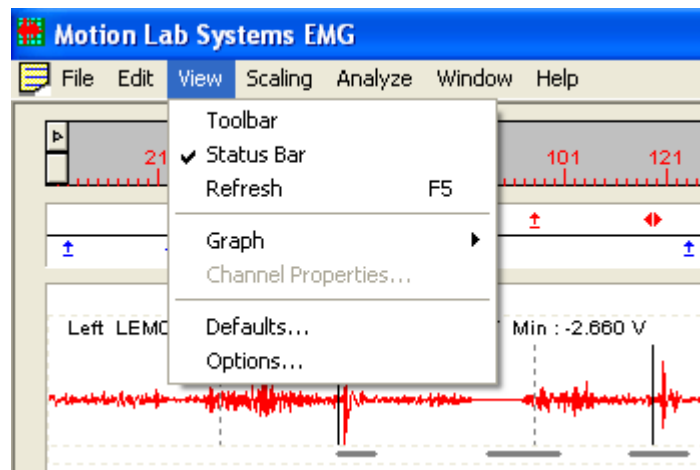 Motion Lab Systems EMG
File Edit View Scaling Analyze Window Help
Toolbar
21 Status Bar 101 121
Refresh F5
Graph
Channel Properties...
Left LEMG Defaults... Min : -2.660 V
Options...